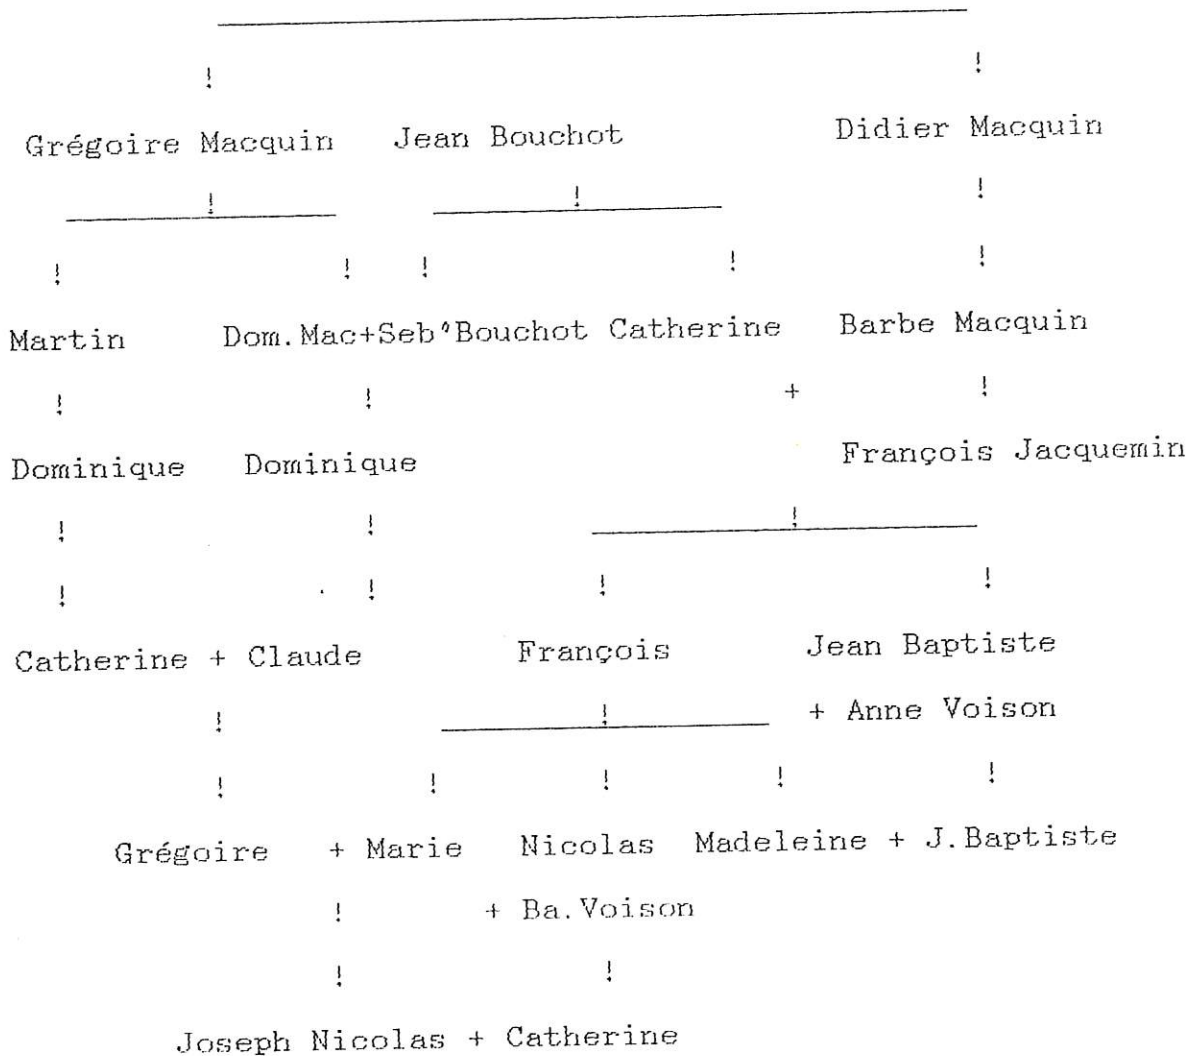 ! !
Grégoire Macquin Jean Bouchot Didier Macquin
! ! !
! ! ! ! !
Martin Dom.Mac+Seb°Bouchot Catherine Barbe Macquin
! ! + !
Dominique Dominique François Jacquemin
! ! !
! ! ! !
Catherine + Claude François Jean Baptiste
! ! + Anne Voison
! ! ! ! !
Grégoire + Marie Nicolas Madeleine + J.Baptiste
! + Ba.Voison
! !
Joseph Nicolas + Catherine